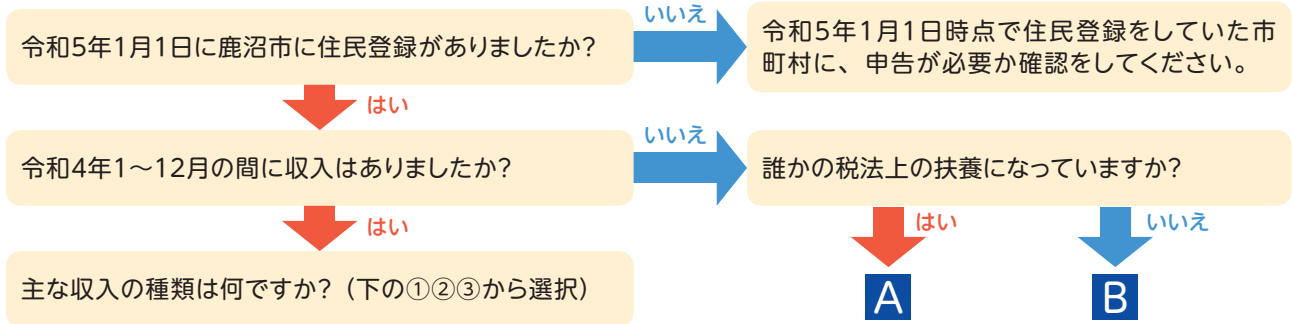 令和5年1月1日に鹿沼市に住民登録がありましたか?
いいえ
令和5年1月1日時点で住民登録をしていた市
町村に、申告が必要か確認をしてください。
はい
令和4年1〜12月の間に収入はありましたか?
いいえ
誰かの税法上の扶養になっていますか?
はい
はい
いいえ
主な収入の種類は何ですか?(下の①②③から選択)
A
B